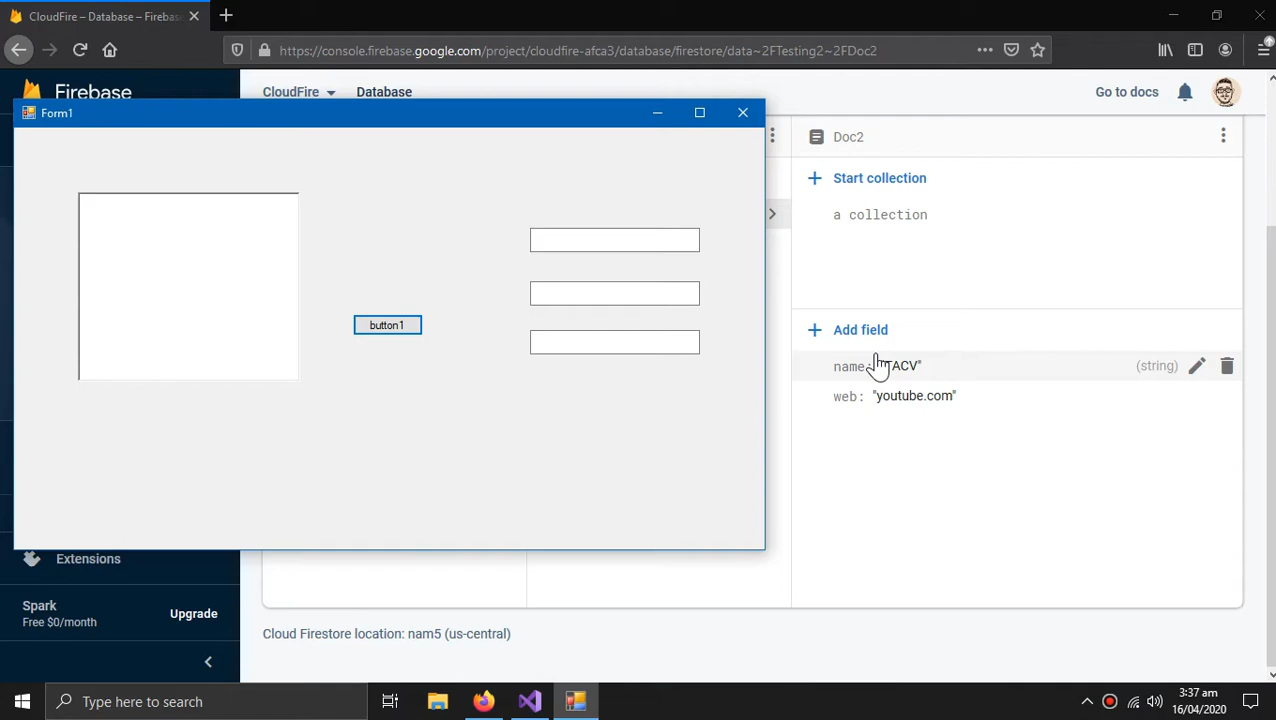 CloudFire – Database – Firebase
https://console.firebase.google.com/project/cloudfire-afca3/database/firestore/data~2FTesting2~2FDoc2
Firebase
CloudFire
Database
Go to docs
Form1
button1
Doc2
Start collection
a collection
Add field
name: "TACV"
(string)
web: "youtube.com"
Extensions
Spark
Free $0/month
Upgrade
Cloud Firestore location: nam5 (us-central)
Type here to search
3:37 am
16/04/2020